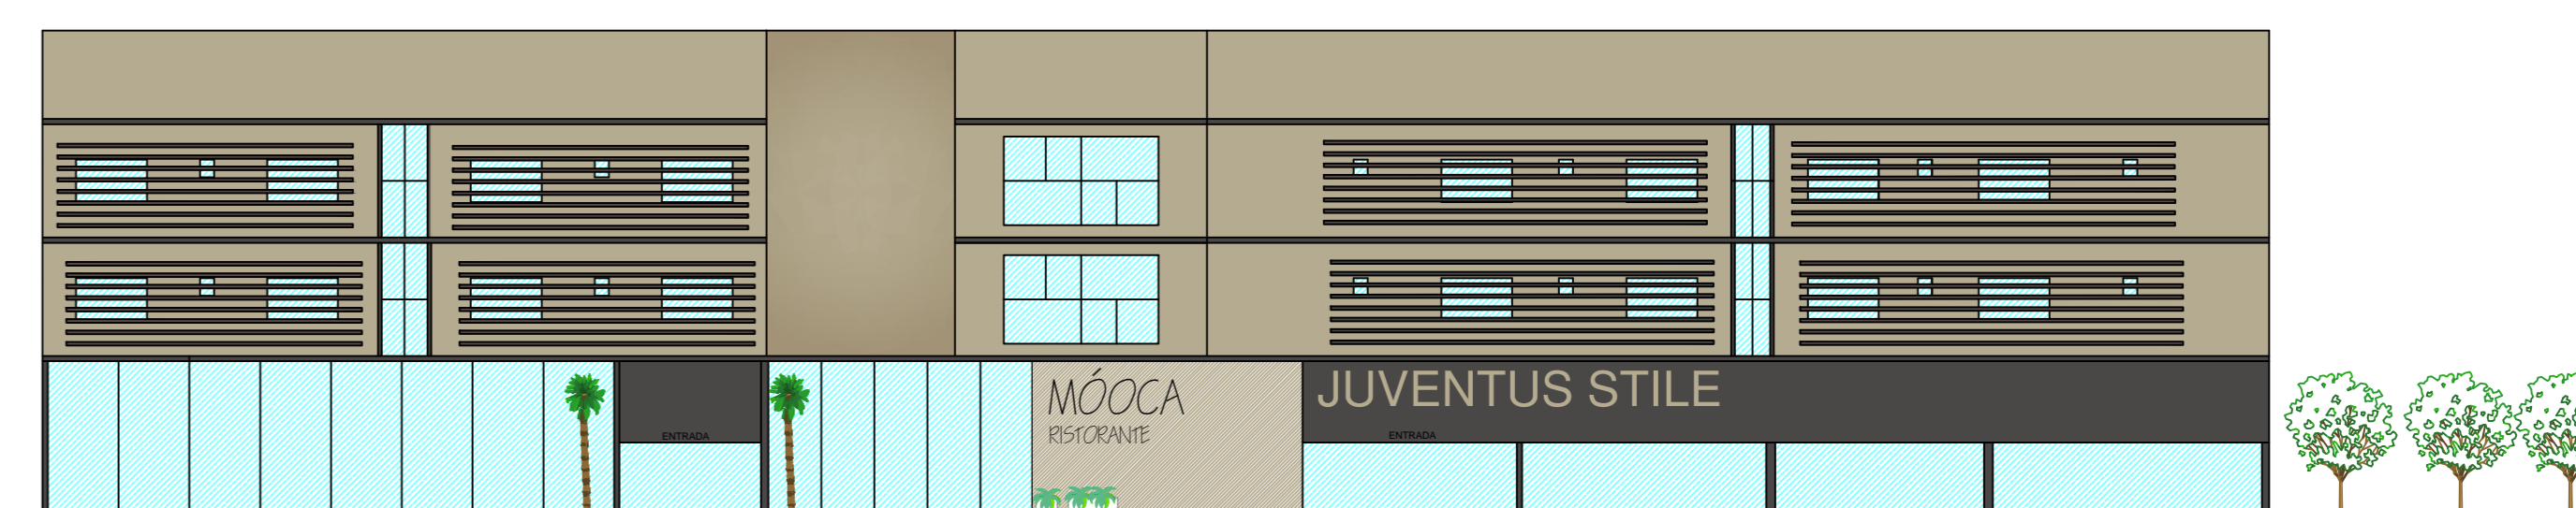 MÓOCA
RISTORANTE
JUVENTUS STILE
ENTRADA
ENTRADA